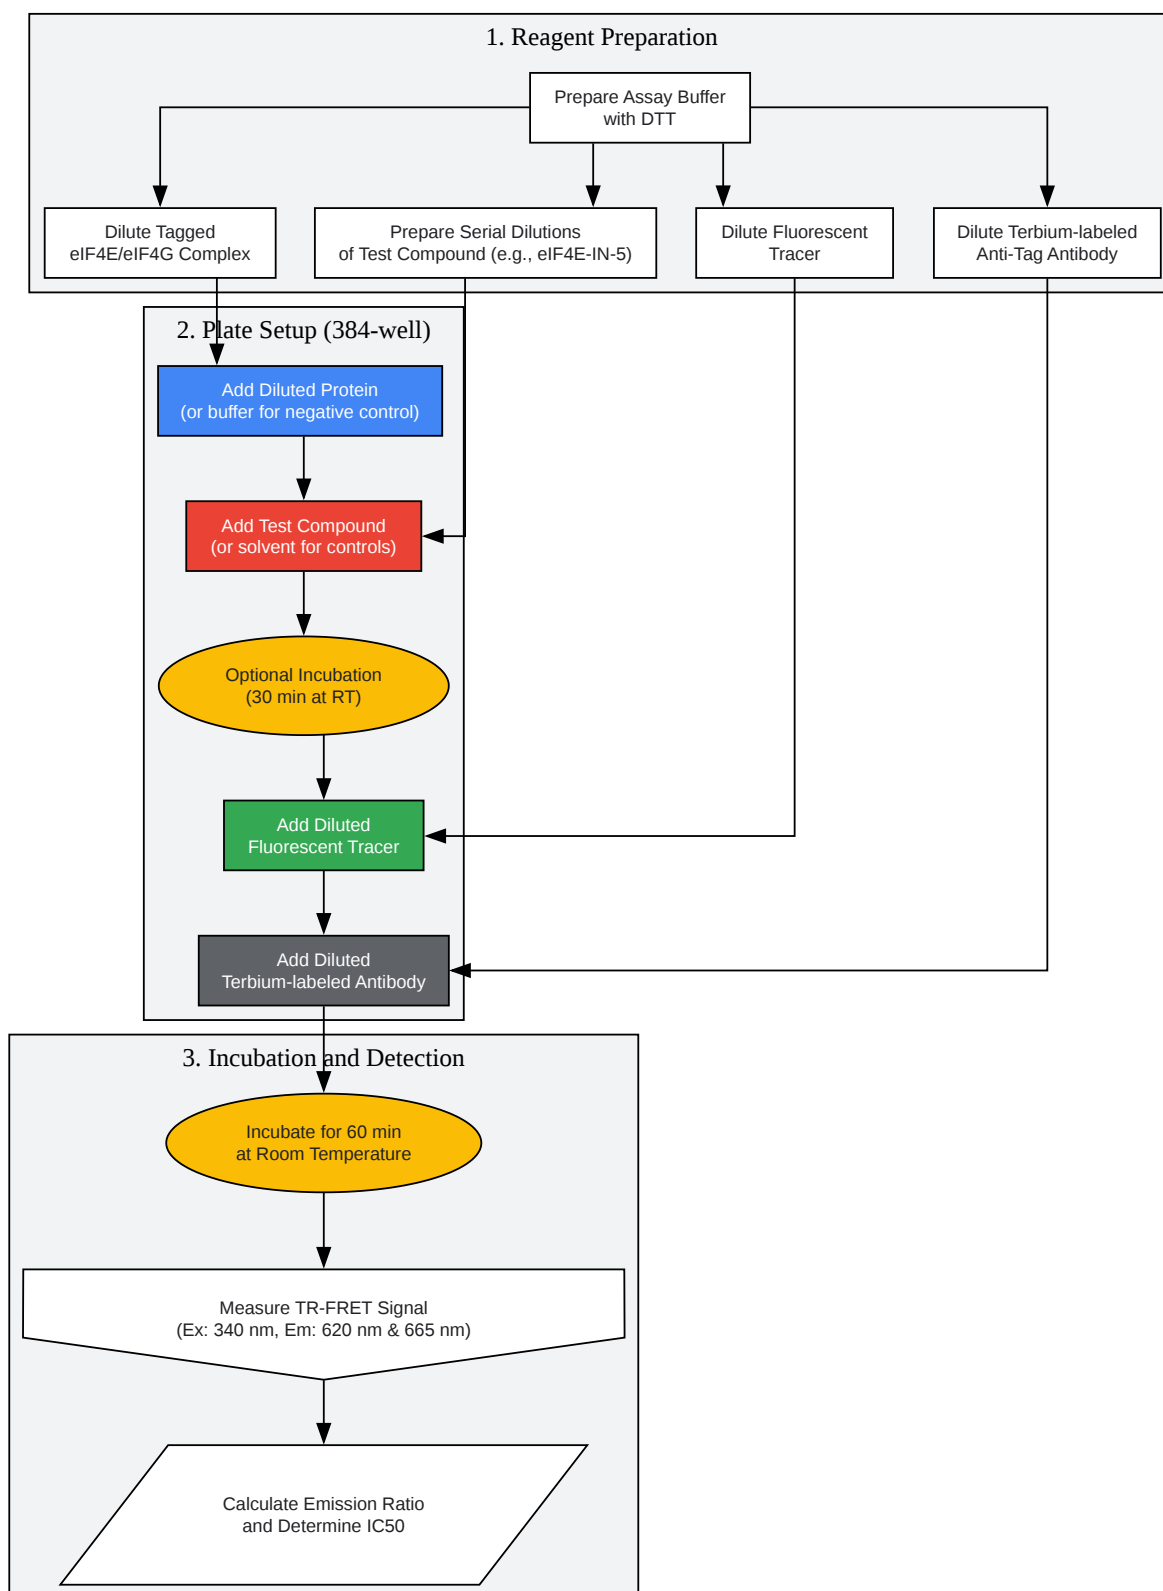 1. Reagent Preparation
Prepare Assay Buffer
with DTT
Dilute Tagged
eIF4E/eIF4G Complex
Prepare Serial Dilutions
of Test Compound (e.g., eIF4E-IN-5)
Dilute Fluorescent
Tracer
Dilute Terbium-labeled
Anti-Tag Antibody
2. Plate Setup (384-well)
Add Diluted Protein
(or buffer for negative control)
Add Test Compound
(or solvent for controls)
Optional Incubation
(30 min at RT)
Add Diluted
Fluorescent Tracer
Add Diluted
Terbium-labeled Antibody
3. Incubation and Detection
Incubate for 60 min
at Room Temperature
Measure TR-FRET Signal
(Ex: 340 nm, Em: 620 nm & 665 nm)
Calculate Emission Ratio
and Determine IC50